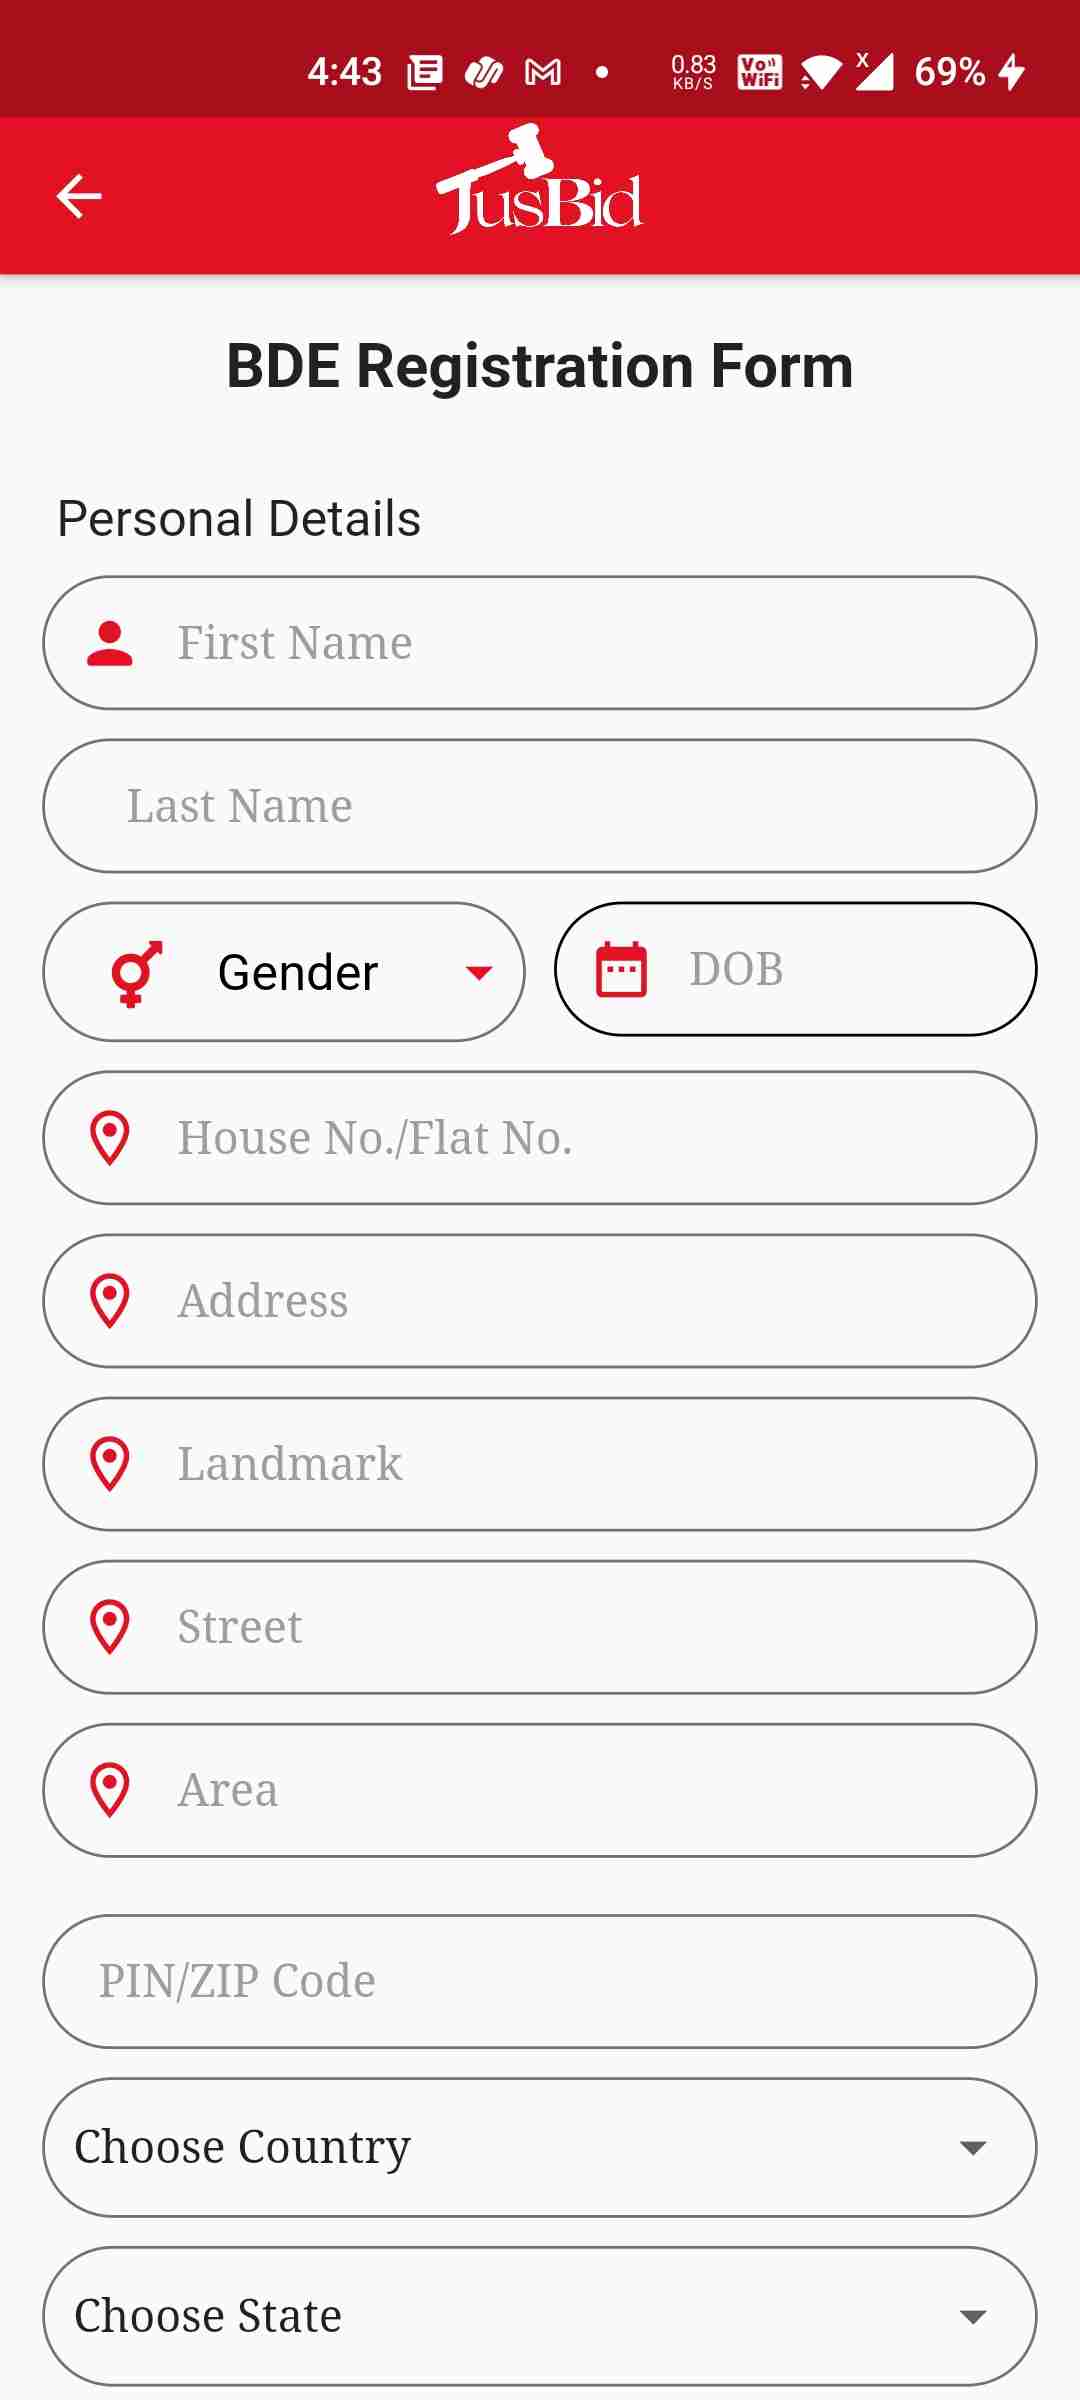 4:43 0.83 KB/S Vo WiFi X 69%
JusBid
BDE Registration Form
Personal Details
First Name
Last Name
Gender DOB
House No./Flat No.
Address
Landmark
Street
Area
PIN/ZIP Code
Choose Country
Choose State